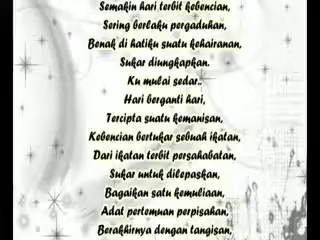 Semakin hari terbit kebencian,
Sering berlaku pergaduhan,
Benak di hatiku suatu kehairanan,
Sukar diungkapkan.
Ku mulai sedar..
Hari berganti hari,
Tercipta suatu kemanisan,
Kebencian bertukar sebuah ikatan,
Dari ikatan terbit persahabatan,
Sukar untuk dilepaskan,
Bagaikan satu kemuliaan,
Adat pertemuan perpisahan,
Berakhirnya dengan tangisan,